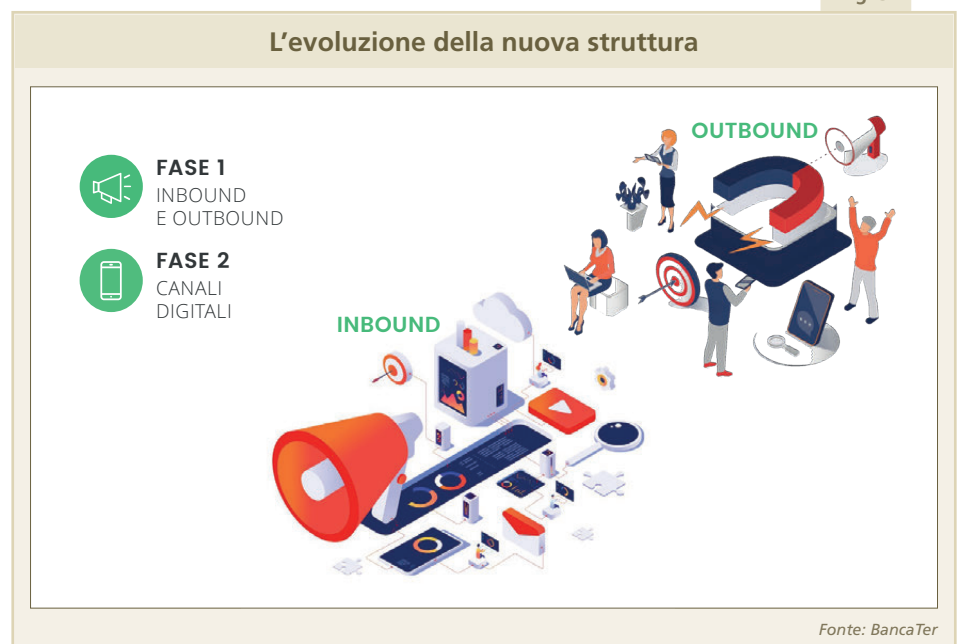 L'evoluzione della nuova struttura
FASE 1
INBOUND
E OUTBOUND
FASE 2
CANALI
DIGITALI
OUTBOUND
INBOUND
Fonte: BancaTer